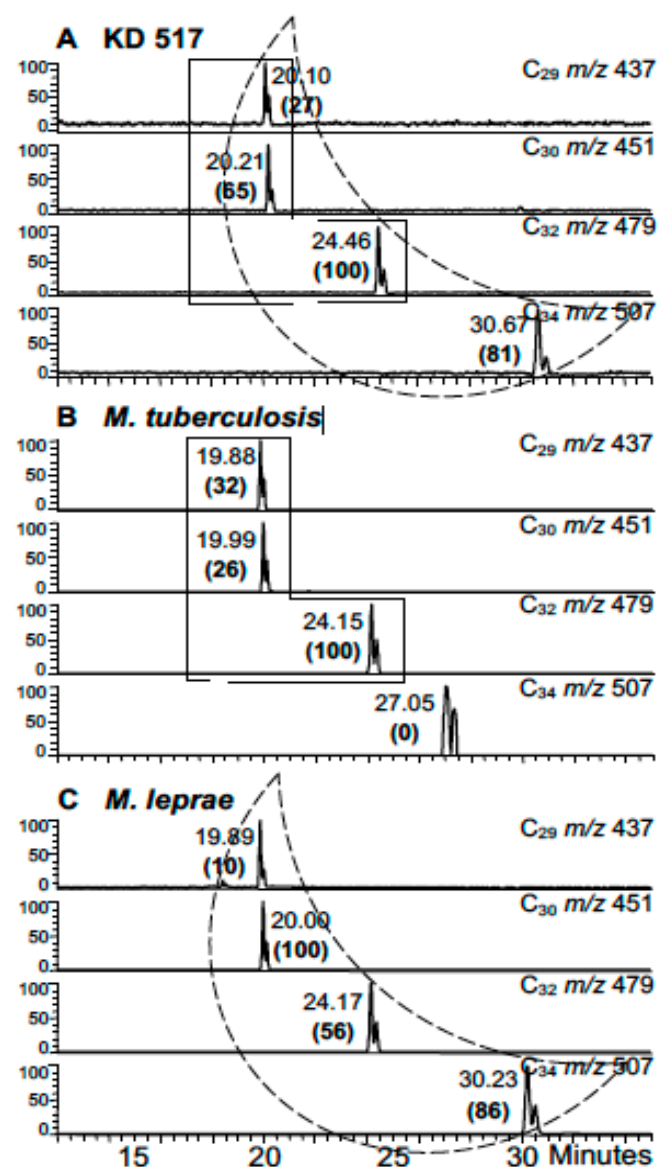 A KD 517
100 20.10 C₂₉ m/z 437
50 (27)
0
100 20.21 C₃₀ m/z 451
50 (65)
0
100 24.46 C₃₂ m/z 479
50 (100)
0
100 30.67 C₃₄ m/z 507
50 (81)
0
B M. tuberculosis
100 19.88 C₂₉ m/z 437
50 (32)
0
100 19.99 C₃₀ m/z 451
50 (26)
0
100 24.15 C₃₂ m/z 479
50 (100)
0
100 27.05 C₃₄ m/z 507
50 (0)
0
C M. leprae
100 19.89 C₂₉ m/z 437
50 (10)
0
100 20.00 C₃₀ m/z 451
50 (100)
0
100 24.17 C₃₂ m/z 479
50 (56)
0
100 30.23 C₃₄ m/z 507
50 (86)
0
15 20 25 30 Minutes